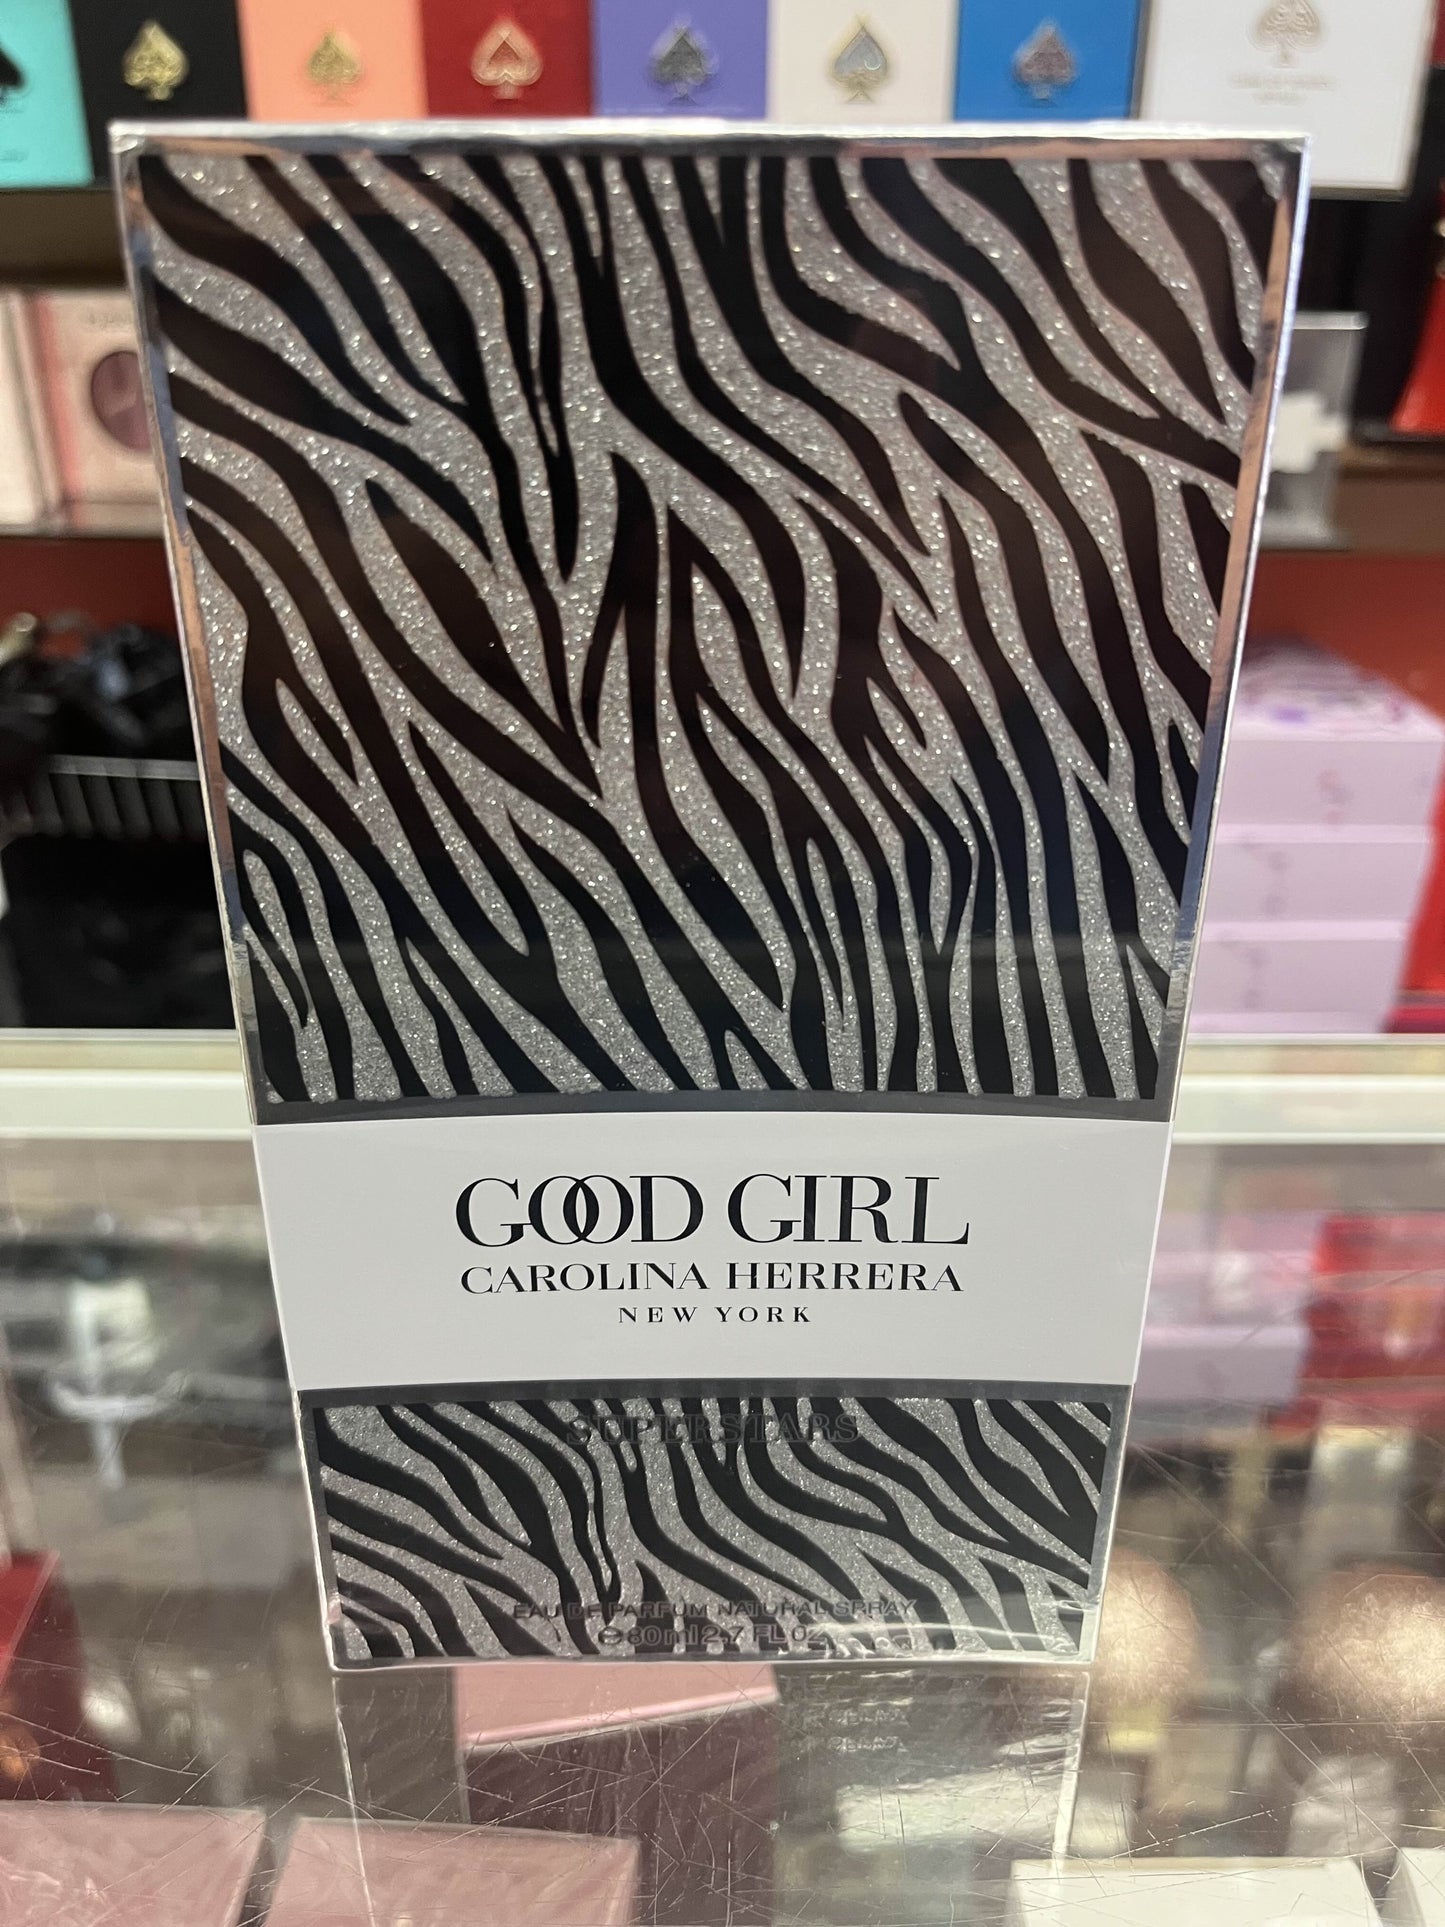 GOOD GIRL
CAROLINA HERRERA
NEW YORK
SUPERSTARS
EAU DE PARFUM NATURAL SPRAY
℮80ml 2.7 FL OZ